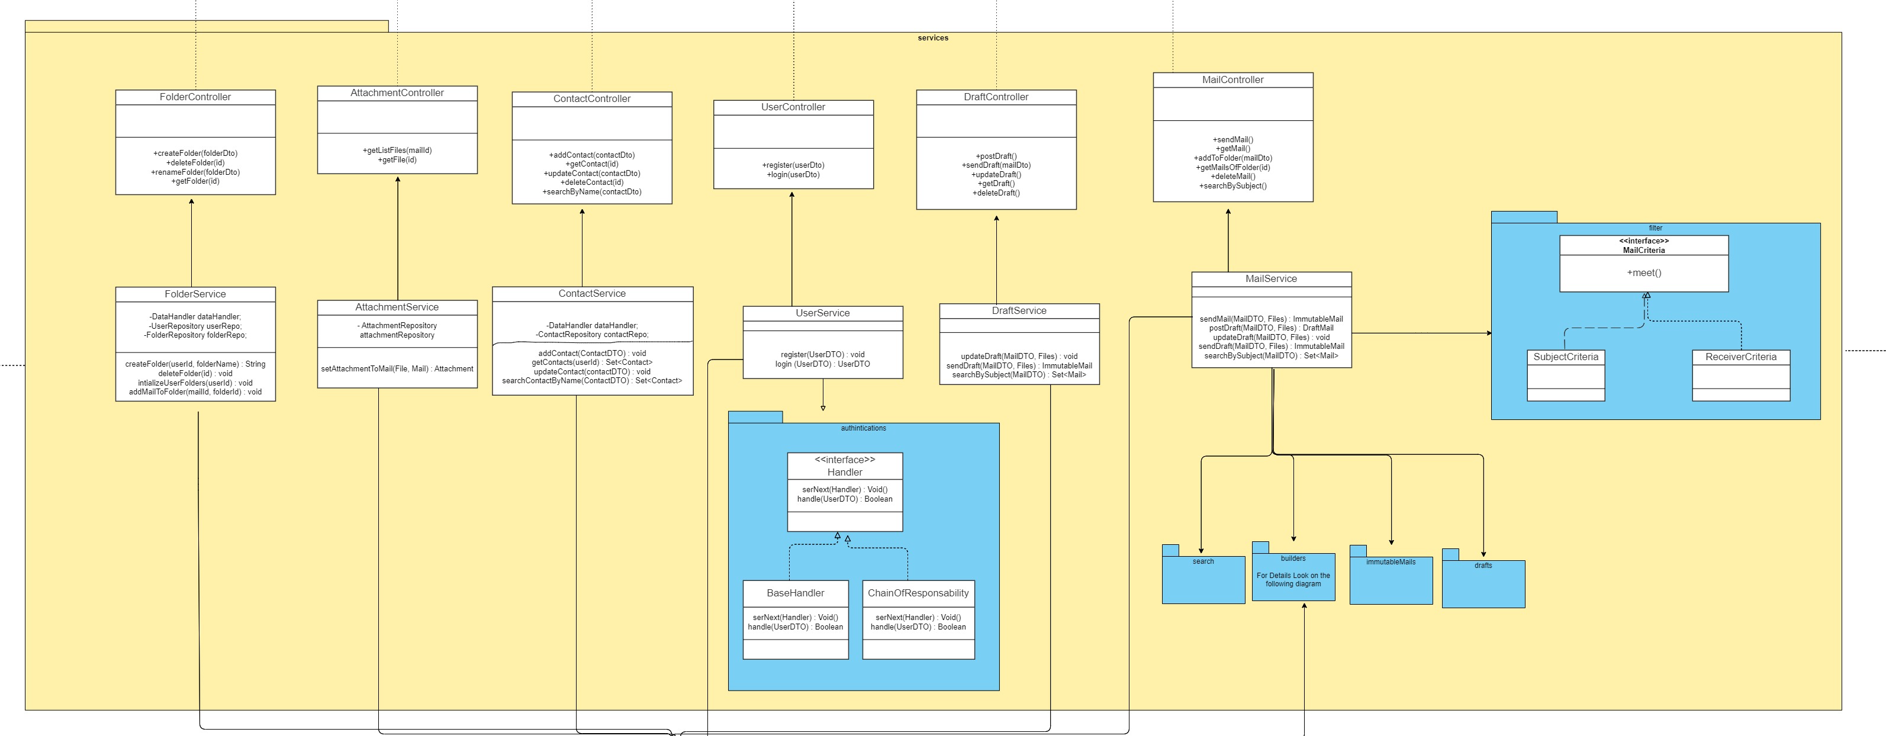 services
FolderController
+createFolder(folderDto)
+deleteFolder(id)
+renameFolder(folderDto)
+getFolder(id)
AttachmentController
+getListFiles(mailId)
+getFile(id)
ContactController
+addContact(contactDto)
+getContact(id)
+updateContact(contactDto)
+deleteContact(id)
+searchByName(contactDto)
UserController
+register(userDto)
+login(userDto)
DraftController
+postDraft()
+sendDraft(mailDto)
+updateDraft()
+getDraft()
+deleteDraft()
MailController
+sendMail()
+getMail()
+addToFolder(mailDto)
+getMailsOfFolder(id)
+deleteMail()
+searchBySubject()
FolderService
-DataHandler dataHandler;
-UserRepository userRepo;
-FolderRepository folderRepo;
createFolder(userId, folderName) : String
deleteFolder(id) : void
intializeUserFolders(userId) : void
addMailToFolder(mailId, folderId) : void
AttachmentService
- AttachmentRepository
attachmentRepository
setAttachmentToMail(File, Mail) : Attachment
ContactService
-DataHandler dataHandler;
-ContactRepository contactRepo;
addContact(ContactDTO) : void
getContacts(userId) : Set<Contact>
updateContact(contactDTO) : void
searchContactByName(ContactDTO) : Set<Contact>
UserService
register(UserDTO) : void
login (UserDTO) : UserDTO
DraftService
updateDraft(MailDTO, Files) : void
sendDraft(MailDTO, Files) : ImmutableMail
searchBySubject(MailDTO) : Set<Mail>
MailService
sendMail(MailDTO, Files) : ImmutableMail
postDraft(MailDTO, Files) : DraftMail
updateDraft(MailDTO, Files) : void
sendDraft(MailDTO, Files) : ImmutableMail
searchBySubject(MailDTO) : Set<Mail>
filter
<<interface>>
MailCriteria
+meet()
SubjectCriteria
ReceiverCriteria
authintications
<<interface>>
Handler
serNext(Handler) : Void()
handle(UserDTO) : Boolean
BaseHandler
serNext(Handler) : Void()
handle(UserDTO) : Boolean
ChainOfResponsability
serNext(Handler) : Void()
handle(UserDTO) : Boolean
search
builders
For Details Look on the
following diagram
immutableMails
drafts